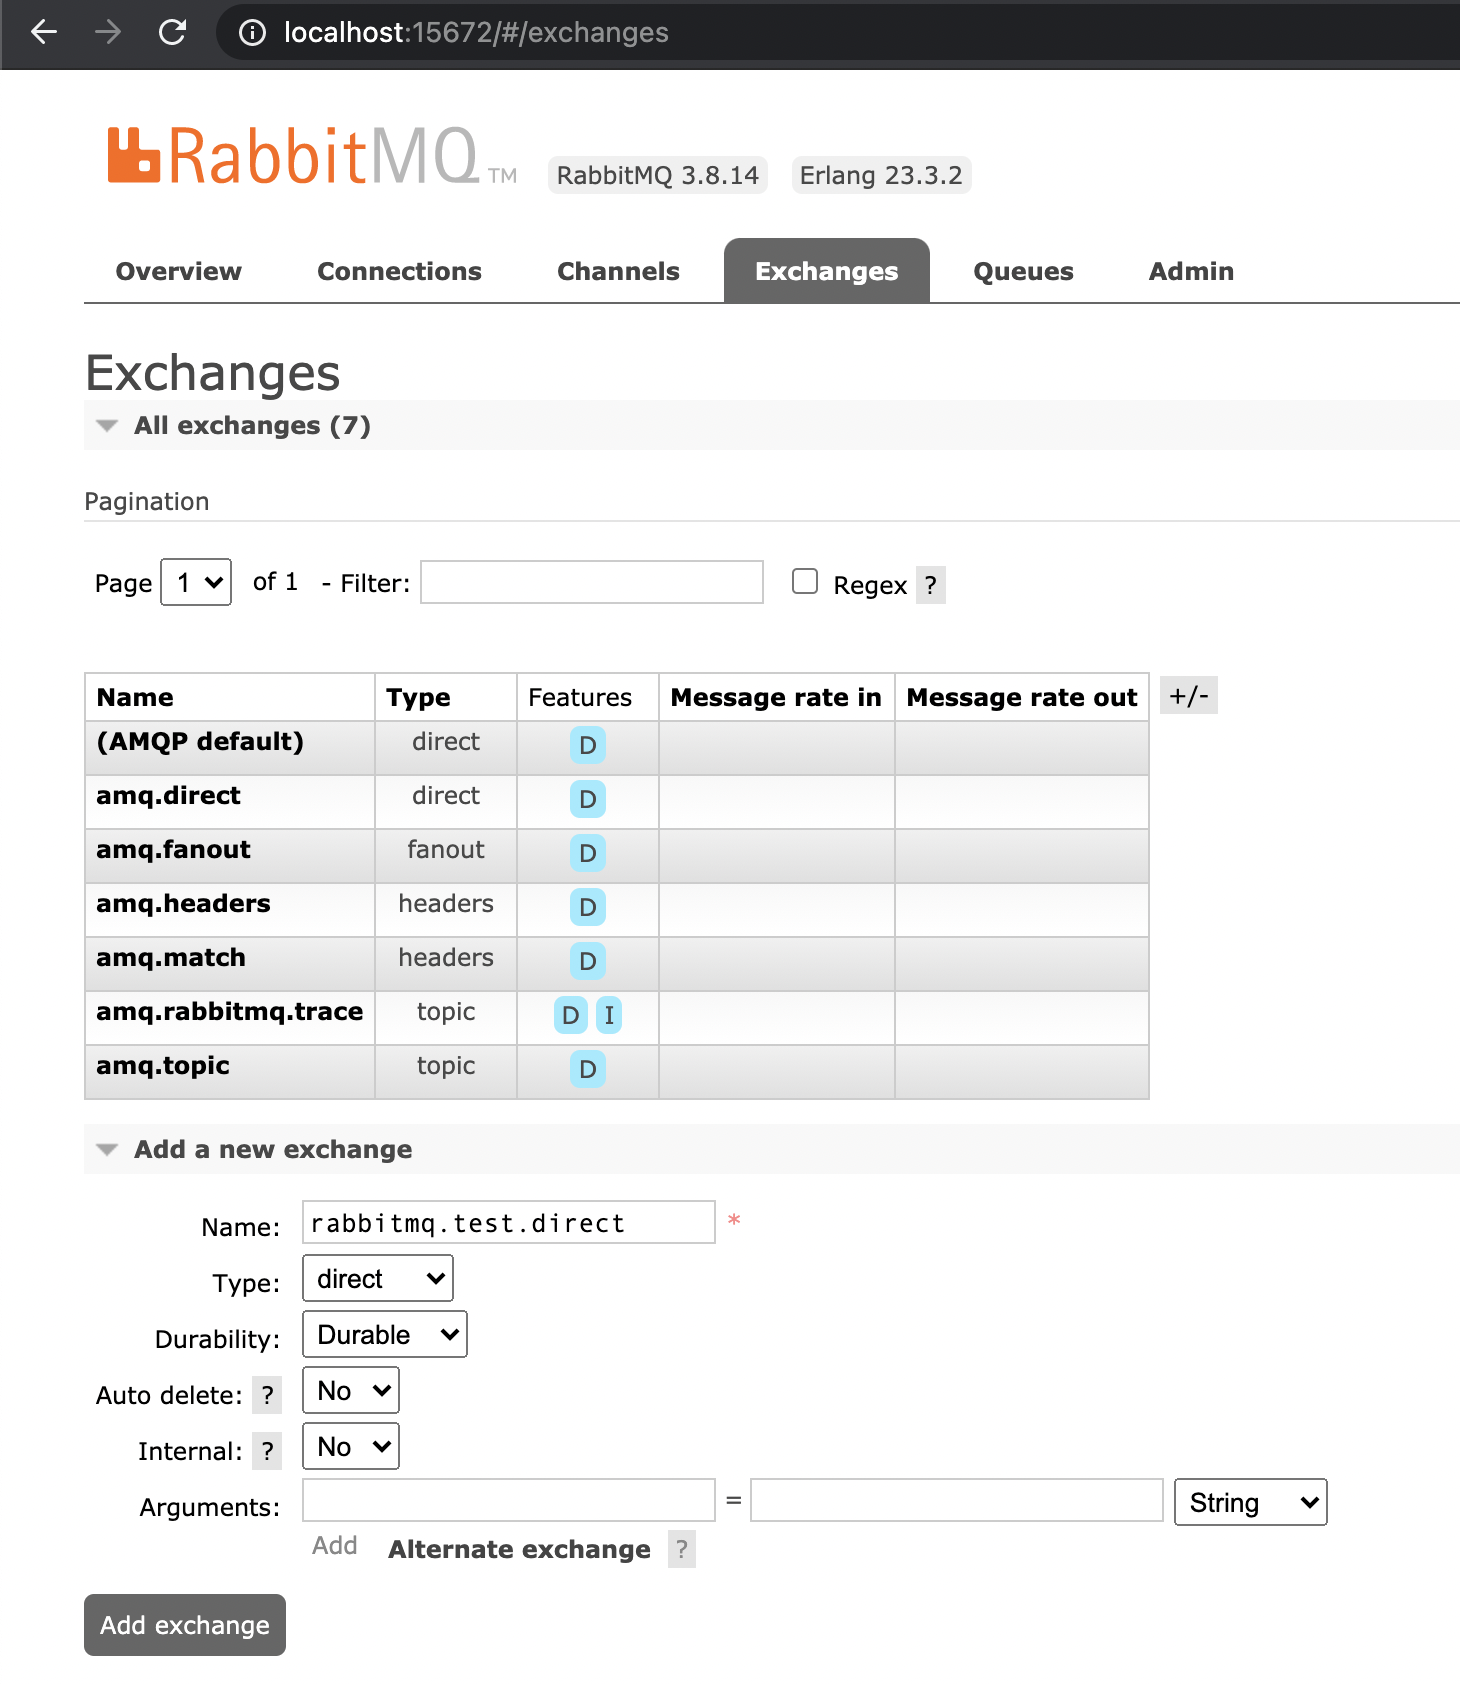 localhost:15672/#/exchanges
RabbitMQ TM RabbitMQ 3.8.14 Erlang 23.3.2
Overview Connections Channels Exchanges Queues Admin
Exchanges
All exchanges (7)
Pagination
Page 1 of 1 - Filter: Regex ?
Name Type Features Message rate in Message rate out +/-
(AMQP default) direct D
amq.direct direct D
amq.fanout fanout D
amq.headers headers D
amq.match headers D
amq.rabbitmq.trace topic D I
amq.topic topic D
Add a new exchange
Name: rabbitmq.test.direct *
Type: direct
Durability: Durable
Auto delete: ? No
Internal: ? No
Arguments: = String
Add Alternate exchange ?
Add exchange